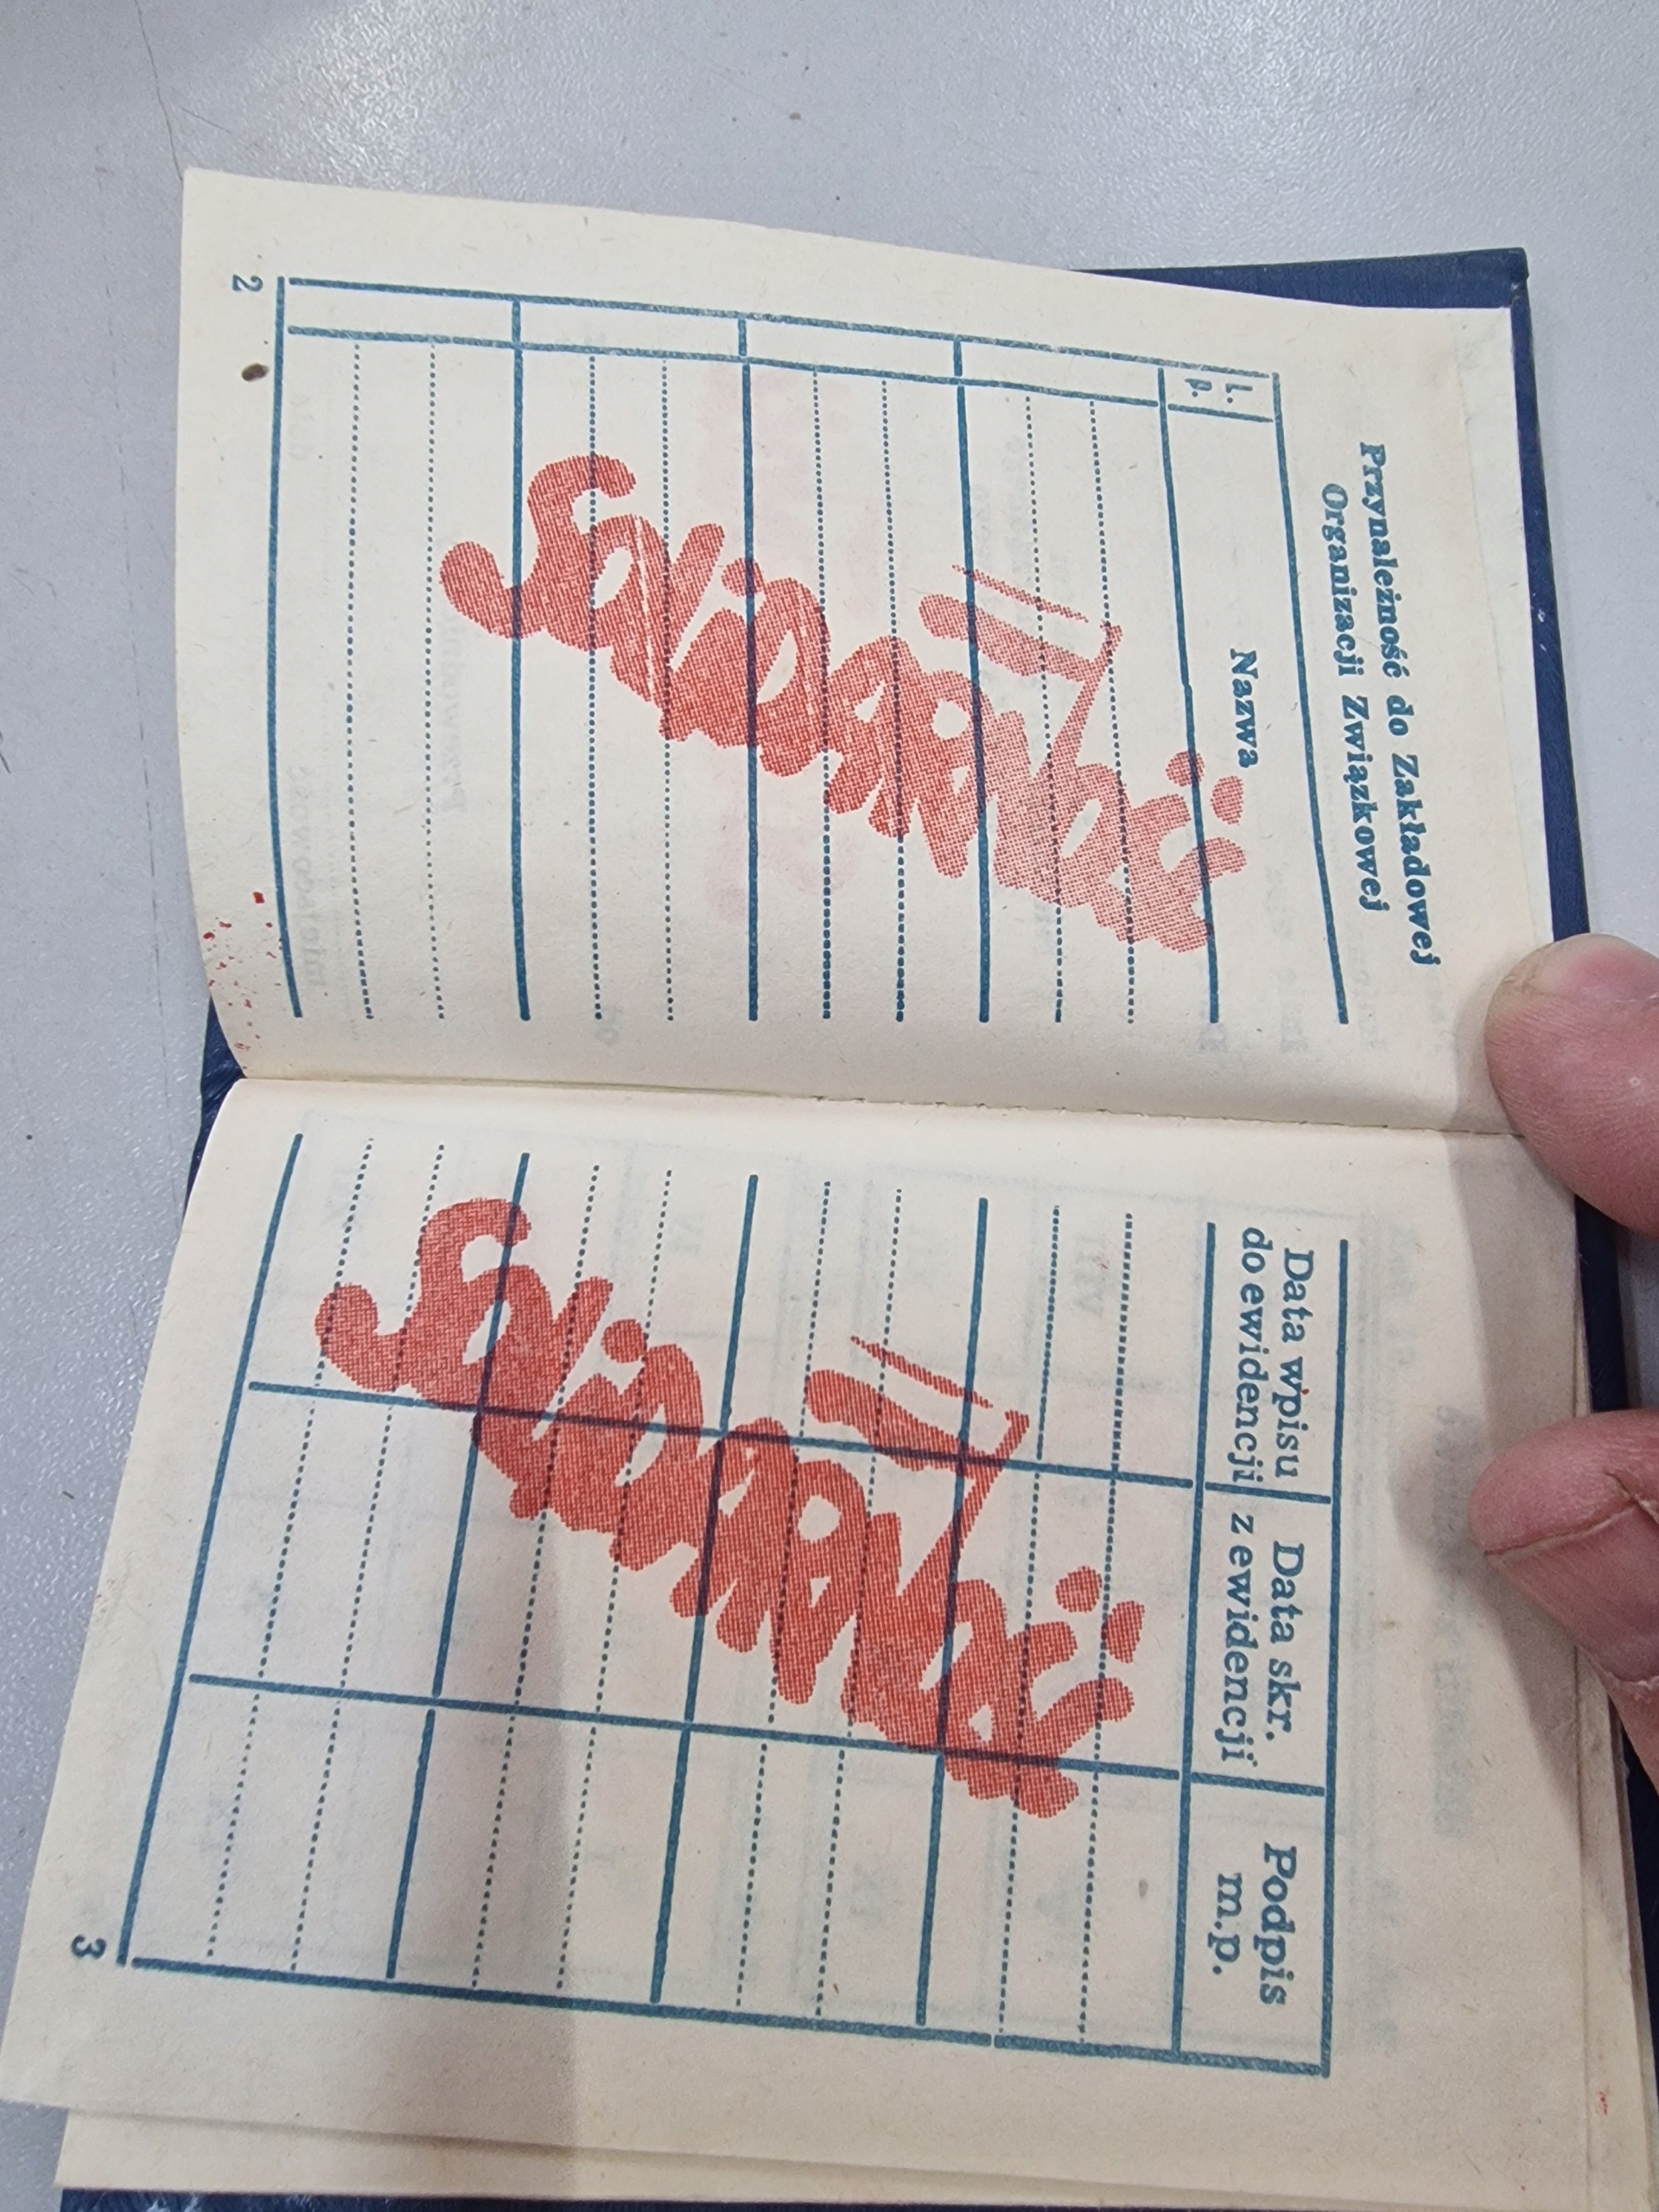 Przynależność do Zakładowej
Organizacji Związkowej
L.
p.
Nazwa
Solidarność
2
Data wpisu
do ewidencji
Data skr.
z ewidencji
Podpis
m.p.
Solidarność
3